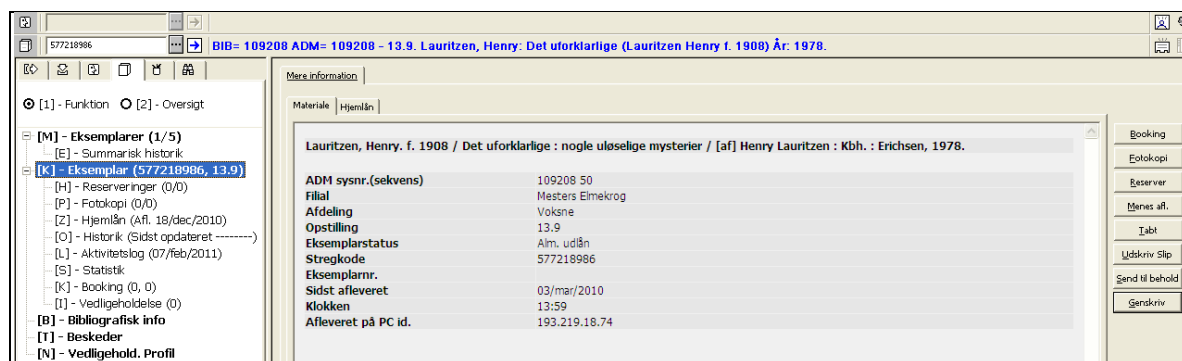 577218986 BIB= 109208 ADM= 109208 - 13.9. Lauritzen, Henry: Det uforklarlige (Lauritzen Henry f. 1908) År: 1978.
[1] - Funktion [2] - Oversigt
[M] - Eksemplarer (1/5)
[E] - Summarisk historik
[K] - Eksemplar (577218986, 13.9)
[H] - Reserveringer (0/0)
[P] - Fotokopi (0/0)
[Z] - Hjemlån (Afl. 18/dec/2010)
[O] - Historik (Sidst opdateret --------)
[L] - Aktivitetslog (07/feb/2011)
[S] - Statistik
[K] - Booking (0, 0)
[I] - Vedligeholdelse (0)
[B] - Bibliografisk info
[T] - Beskeder
[N] - Vedligehold. Profil
Mere information
Materiale Hjemlån
Lauritzen, Henry. f. 1908 / Det uforklarlige : nogle uløselige mysterier / [af] Henry Lauritzen : Kbh. : Erichsen, 1978.
ADM sysnr.(sekvens) 109208 50
Filial Mesters Elmekrog
Afdeling Voksne
Opstilling 13.9
Eksemplarstatus Alm. udlån
Stregkode 577218986
Eksemplarnr.
Sidst afleveret 03/mar/2010
Klokken 13:59
Afleveret på PC id. 193.219.18.74
Booking
Fotokopi
Reserver
Menes afl.
Tabt
Udskriv Slip
Send til behold
Genskriv